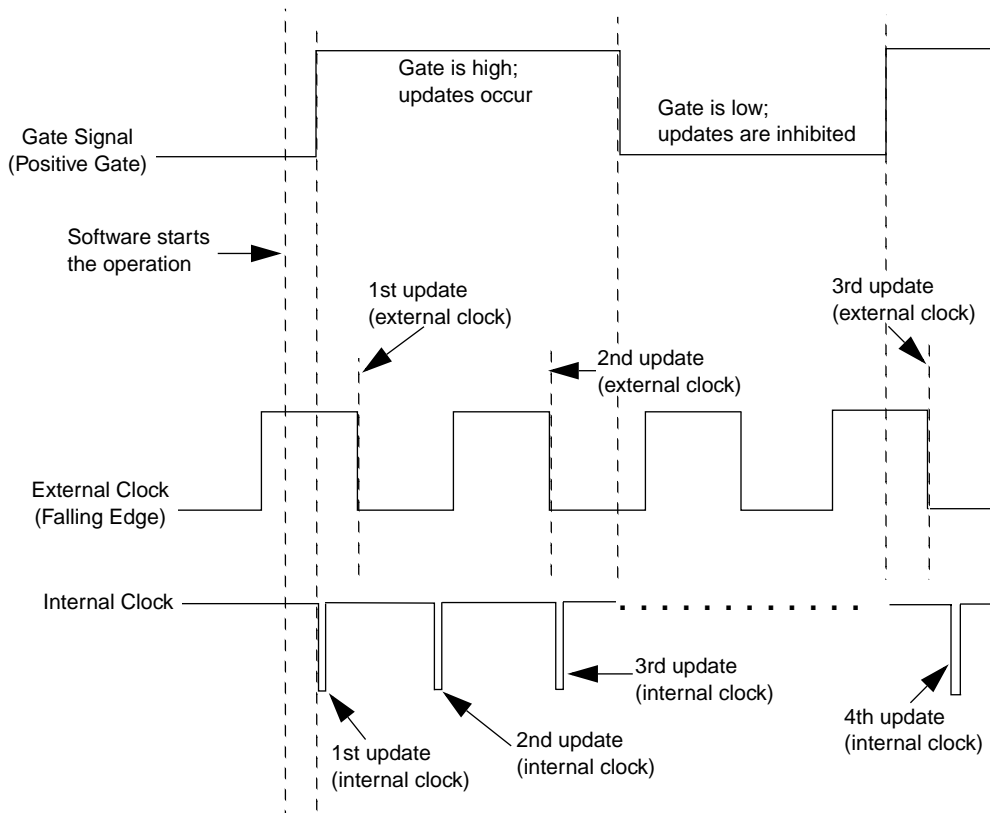 Gate is high;
updates occur
Gate is low;
updates are inhibited
Gate Signal
(Positive Gate)
Software starts
the operation
1st update
(external clock)
3rd update
(external clock)
2nd update
(external clock)
External Clock
(Falling Edge)
Internal Clock
3rd update
(internal clock)
4th update
(internal clock)
2nd update
(internal clock)
1st update
(internal clock)